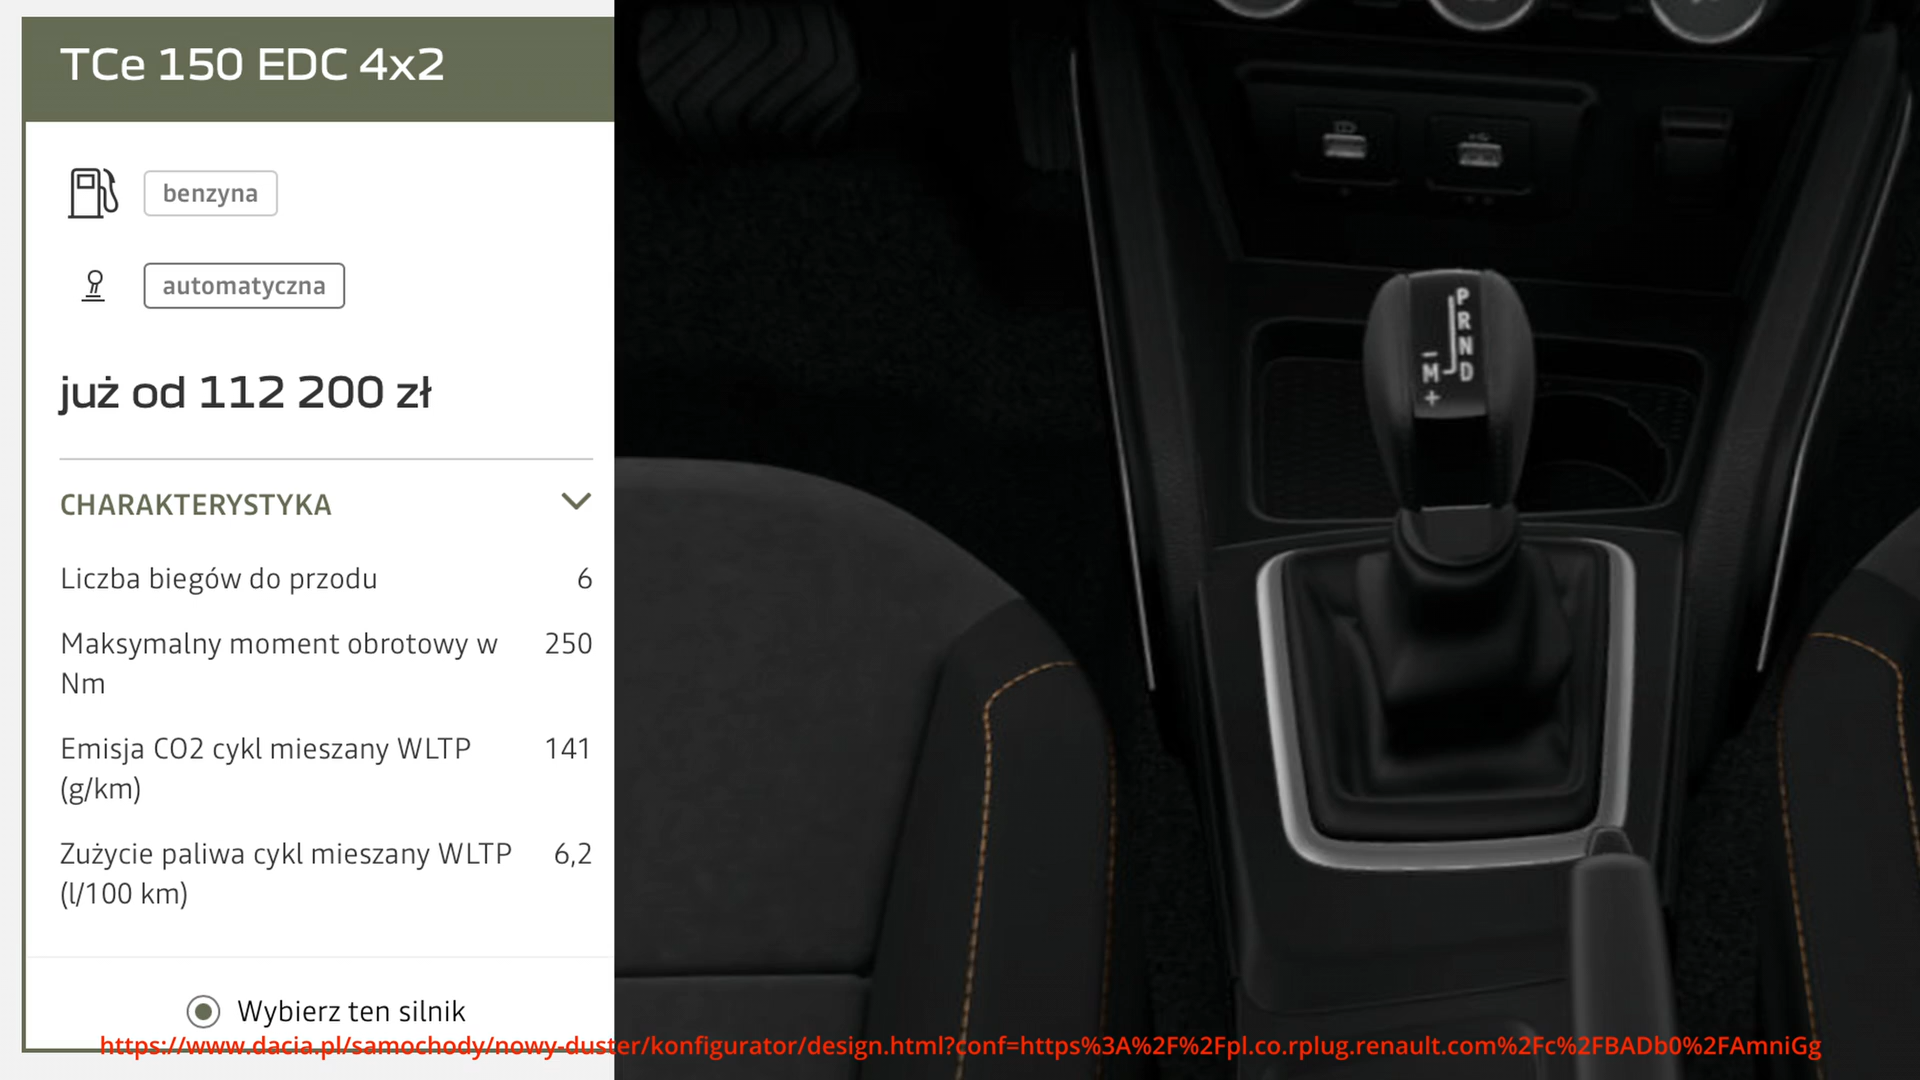 TCe 150 EDC 4x2
benzyna
automatyczna
już od 112 200 zł
CHARAKTERYSTYKA
Liczba biegów do przodu 6
Maksymalny moment obrotowy w 250
Nm
Emisja CO2 cykl mieszany WLTP 141
(g/km)
Zużycie paliwa cykl mieszany WLTP 6,2
(l/100 km)
Wybierz ten silnik
https://www.dacia.pl/samochody/nowy-duster/konfigurator/design.html?conf=https%3A%2F%2Fpl.co.rplug.renault.com%2Fc%2FBADb0%2FAmniGg
P
R
N
− M D
+